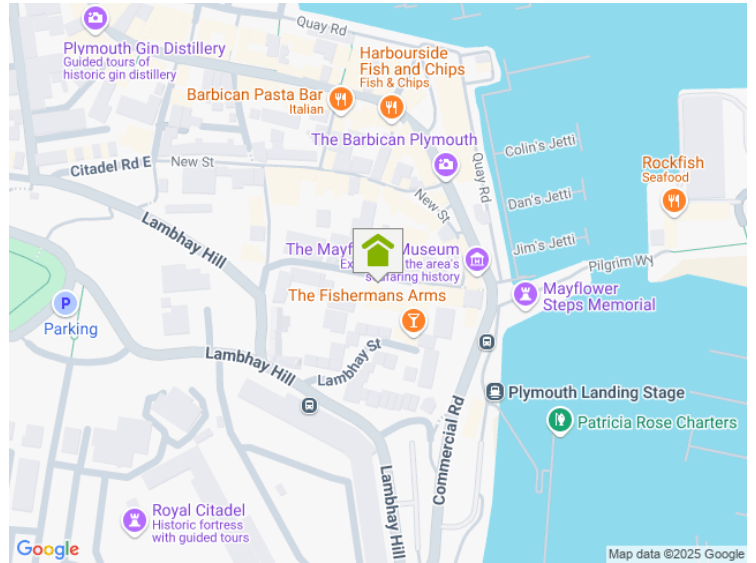 Quay Rd
Plymouth Gin Distillery
Guided tours of
historic gin distillery
Harbourside
Fish and Chips
Fish & Chips
Barbican Pasta Bar
Italian
The Barbican Plymouth
Colin's Jetti
Quay Rd
Citadel Rd E
New St
Rockfish
Seafood
New St
Dan's Jetti
Lambhay Hill
The Mayf Museum
Ex the area's
s faring history
Jim's Jetti
Pilgrim Wy
Mayflower
Steps Memorial
P
Parking
The Fishermans Arms
Lambhay St
Lambhay Hill
Plymouth Landing Stage
Patricia Rose Charters
Commercial Rd
Lambhay Hill
Royal Citadel
Historic fortress
with guided tours
Google
Map data ©2025 Google